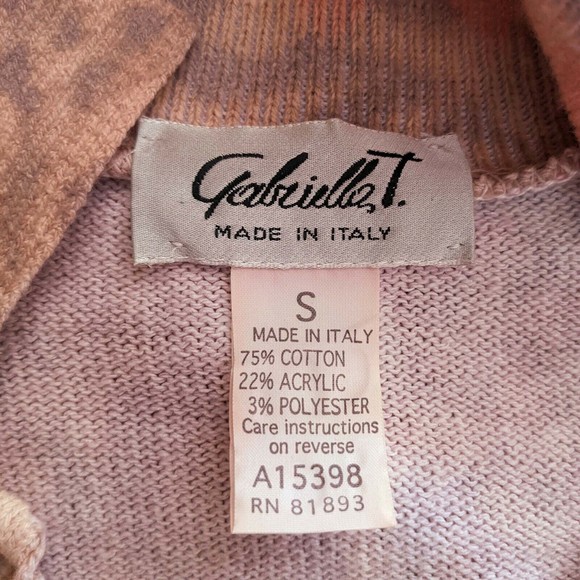 Gabriella T.
MADE IN ITALY
S
MADE IN ITALY
75% COTTON
22% ACRYLIC
3% POLYESTER
Care instructions
on reverse
A15398
RN 81893